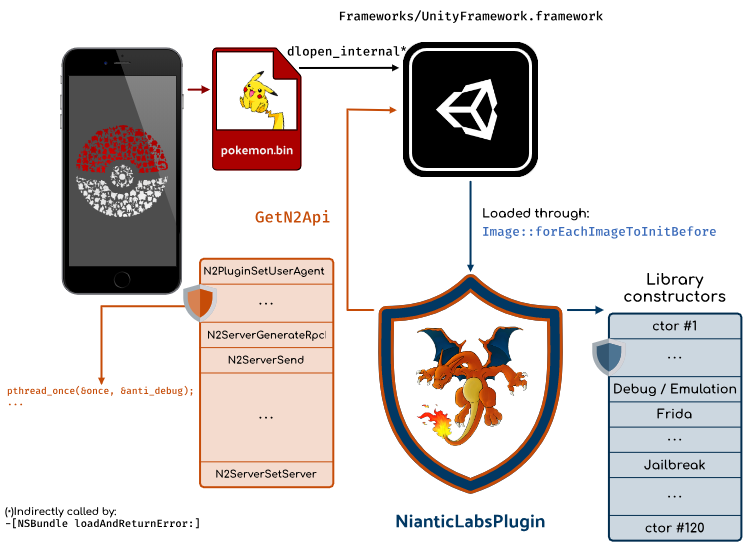 Frameworks/UnityFramework.framework
dlopen_internal*
pokemon.bin
GetN2Api
Loaded through:
Image::forEachImageToInitBefore
N2PluginSetUserAgent
...
N2ServerGenerateRpcI
N2ServerSend
...
N2ServerSetServer
pthread_once(&once, &anti_debug);
...
Library
constructors
ctor #1
...
Debug / Emulation
Frida
...
Jailbreak
...
ctor #120
NianticLabsPlugin
(•)Indirectly called by:
-[NSBundle loadAndReturnError:]